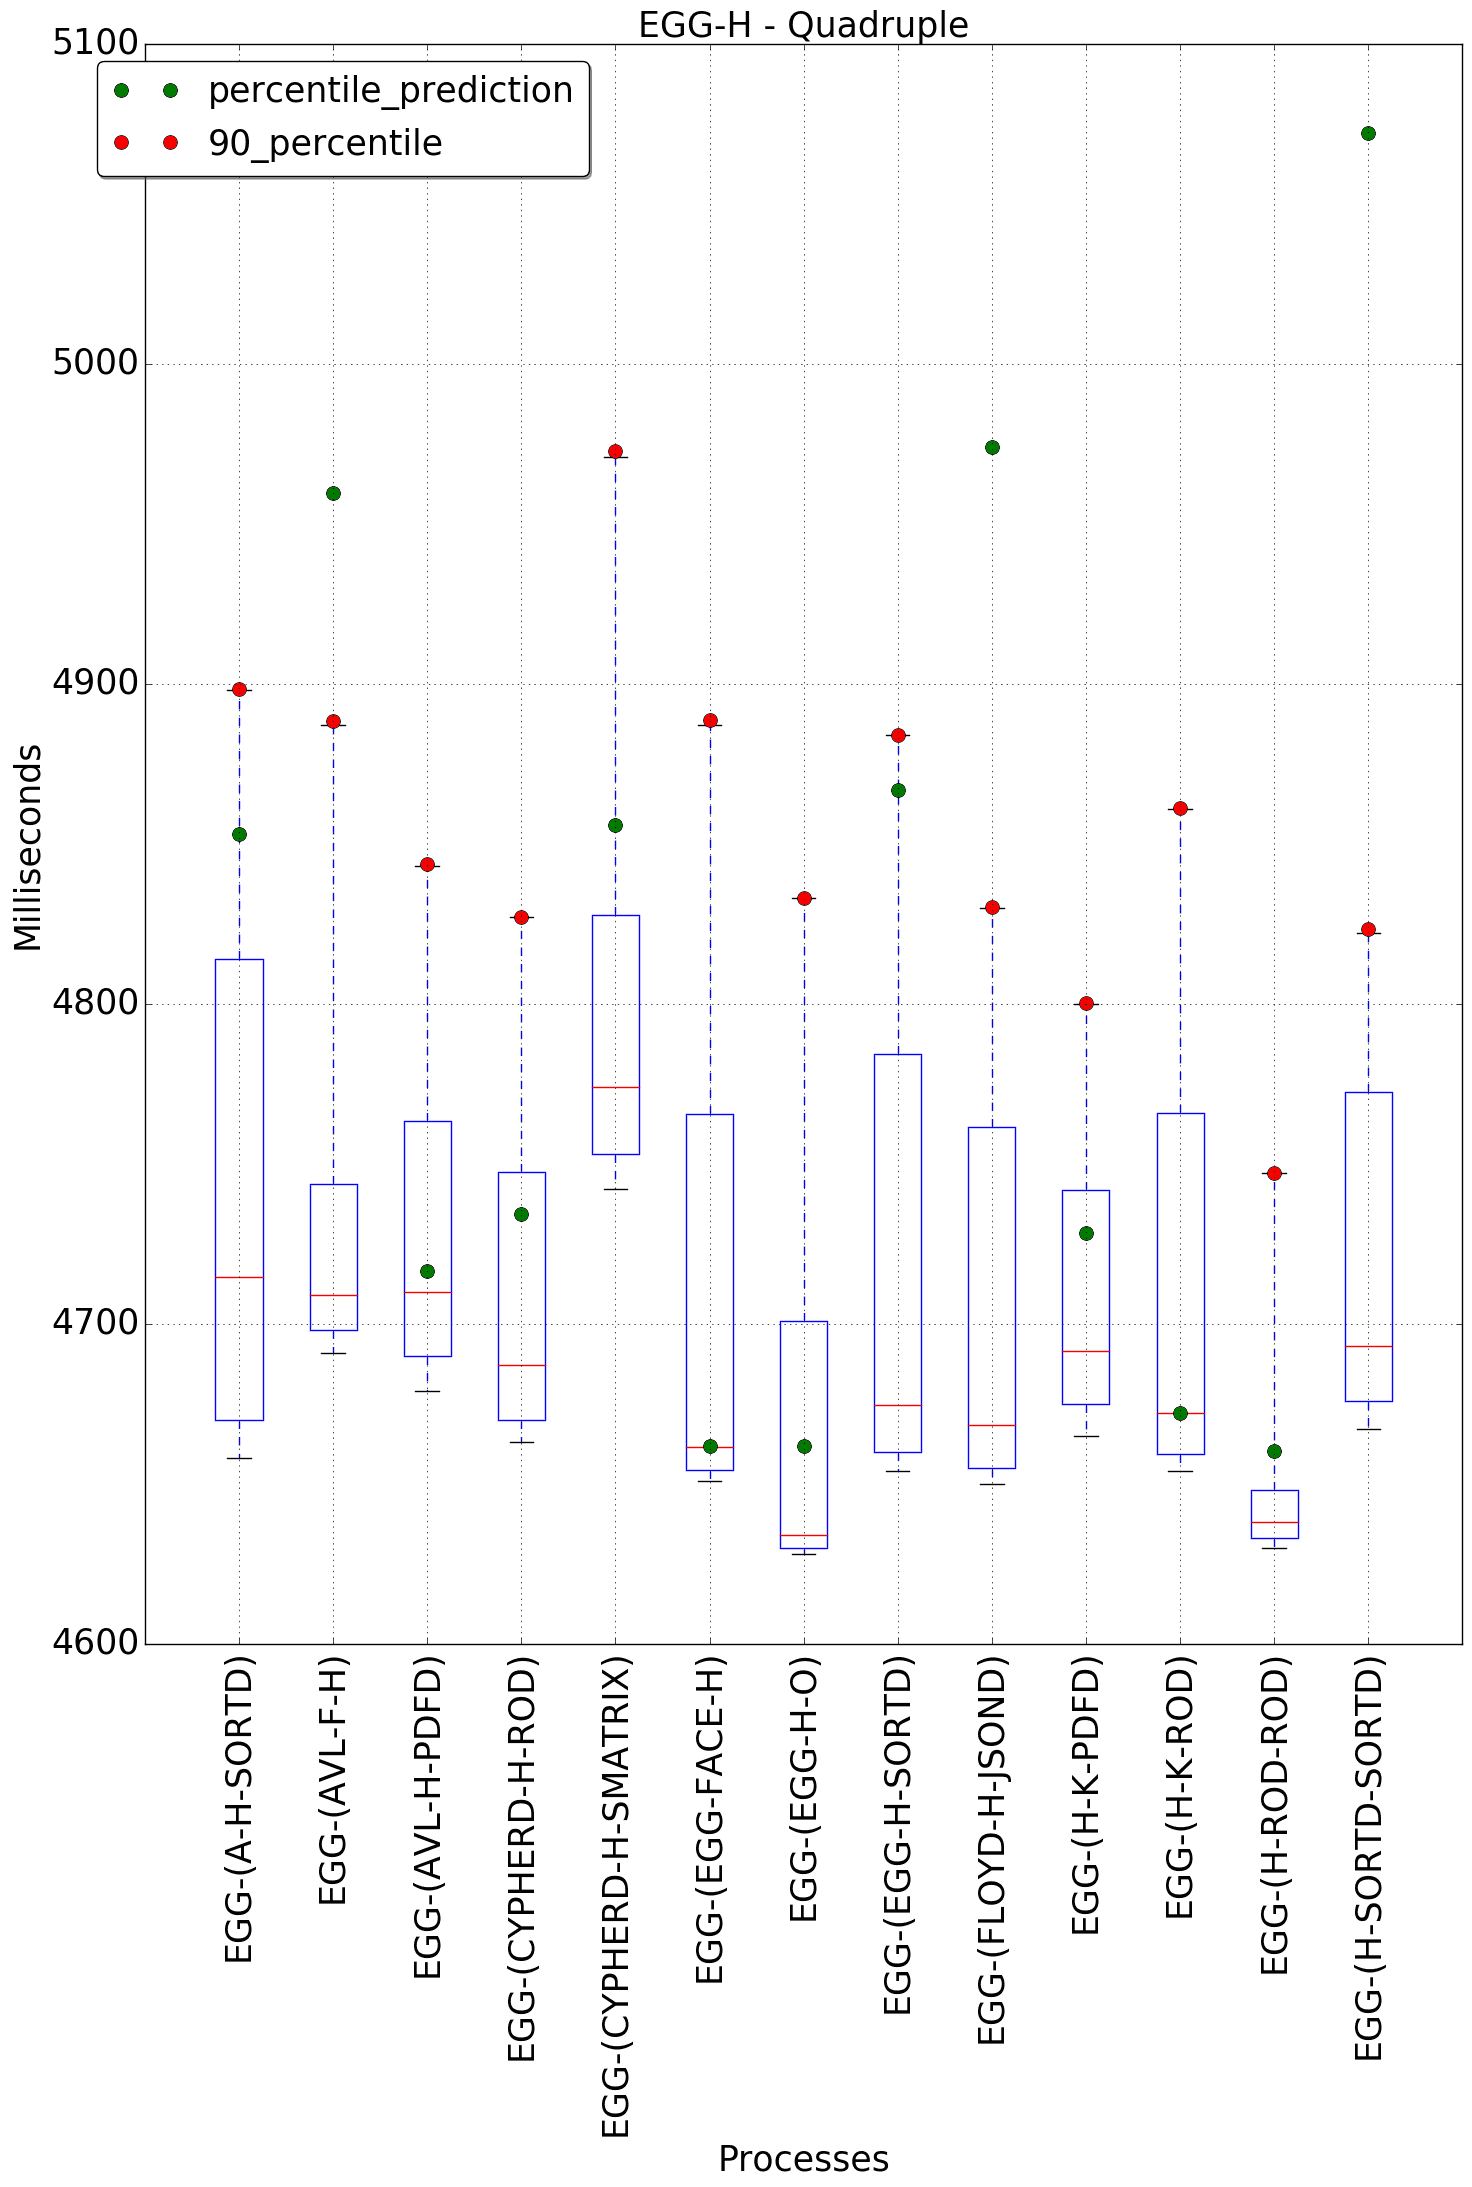 EGG-H - Quadruple
percentile_prediction
90_percentile
5100
5000
4900
4800
4700
4600
Milliseconds
EGG-(A-H-SORTD)
EGG-(AVL-F-H)
EGG-(AVL-H-PDFD)
EGG-(CYPHERD-H-ROD)
EGG-(CYPHERD-H-SMATRIX)
EGG-(EGG-FACE-H)
EGG-(EGG-H-O)
EGG-(EGG-H-SORTD)
EGG-(FLOYD-H-JSOND)
EGG-(H-K-PDFD)
EGG-(H-K-ROD)
EGG-(H-ROD-ROD)
EGG-(H-SORTD-SORTD)
Processes